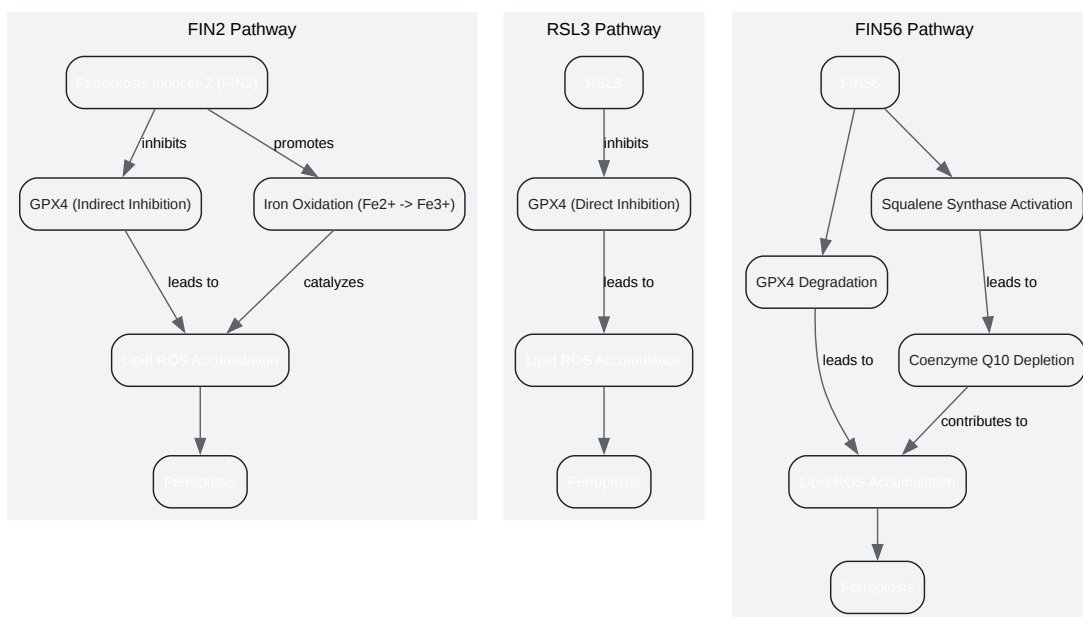 FIN2 Pathway
Ferroptosis Inducer-2 (FIN2)
inhibits
promotes
GPX4 (Indirect Inhibition)
Iron Oxidation (Fe2+ -> Fe3+)
leads to
catalyzes
Lipid ROS Accumulation
Ferroptosis
RSL3 Pathway
RSL3
inhibits
GPX4 (Direct Inhibition)
leads to
Lipid ROS Accumulation
Ferroptosis
FIN56 Pathway
FIN56
Squalene Synthase Activation
GPX4 Degradation
leads to
leads to
Coenzyme Q10 Depletion
contributes to
Lipid ROS Accumulation
Ferroptosis